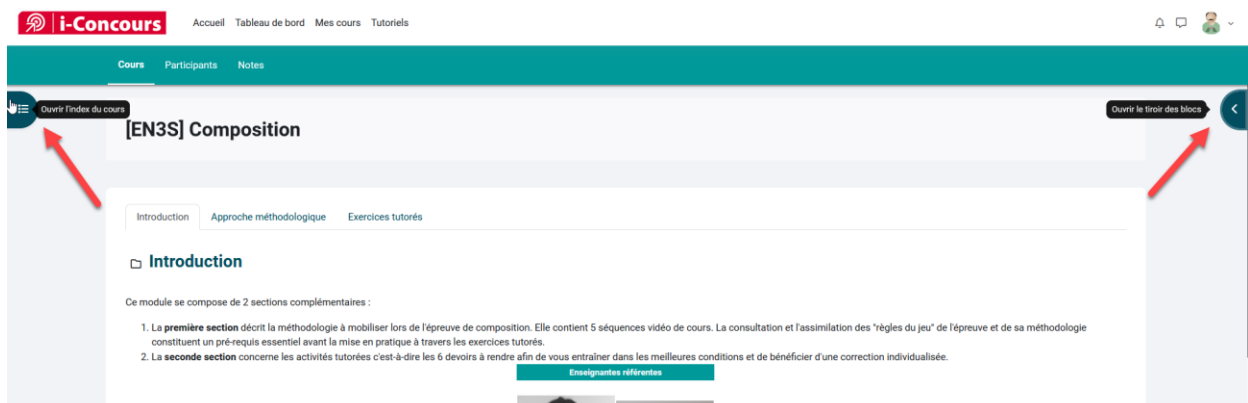 i-Concours
Accueil Tableau de bord Mes cours Tutoriels
Cours Participants Notes
Ouvrir l'index du cours
Ouvrir le tiroir des blocs
[EN3S] Composition
Introduction Approche méthodologique Exercices tutorés
Introduction
Ce module se compose de 2 sections complémentaires :
1. La première section décrit la méthodologie à mobiliser lors de l'épreuve de composition. Elle contient 5 séquences vidéo de cours. La consultation et l'assimilation des "règles du jeu" de l'épreuve et de sa méthodologie
constituent un pré-requis essentiel avant la mise en pratique à travers les exercices tutorés.
2. La seconde section concerne les activités tutorées c'est-à-dire les 6 devoirs à rendre afin de vous entraîner dans les meilleures conditions et de bénéficier d'une correction individualisée.
Enseignantes référentes